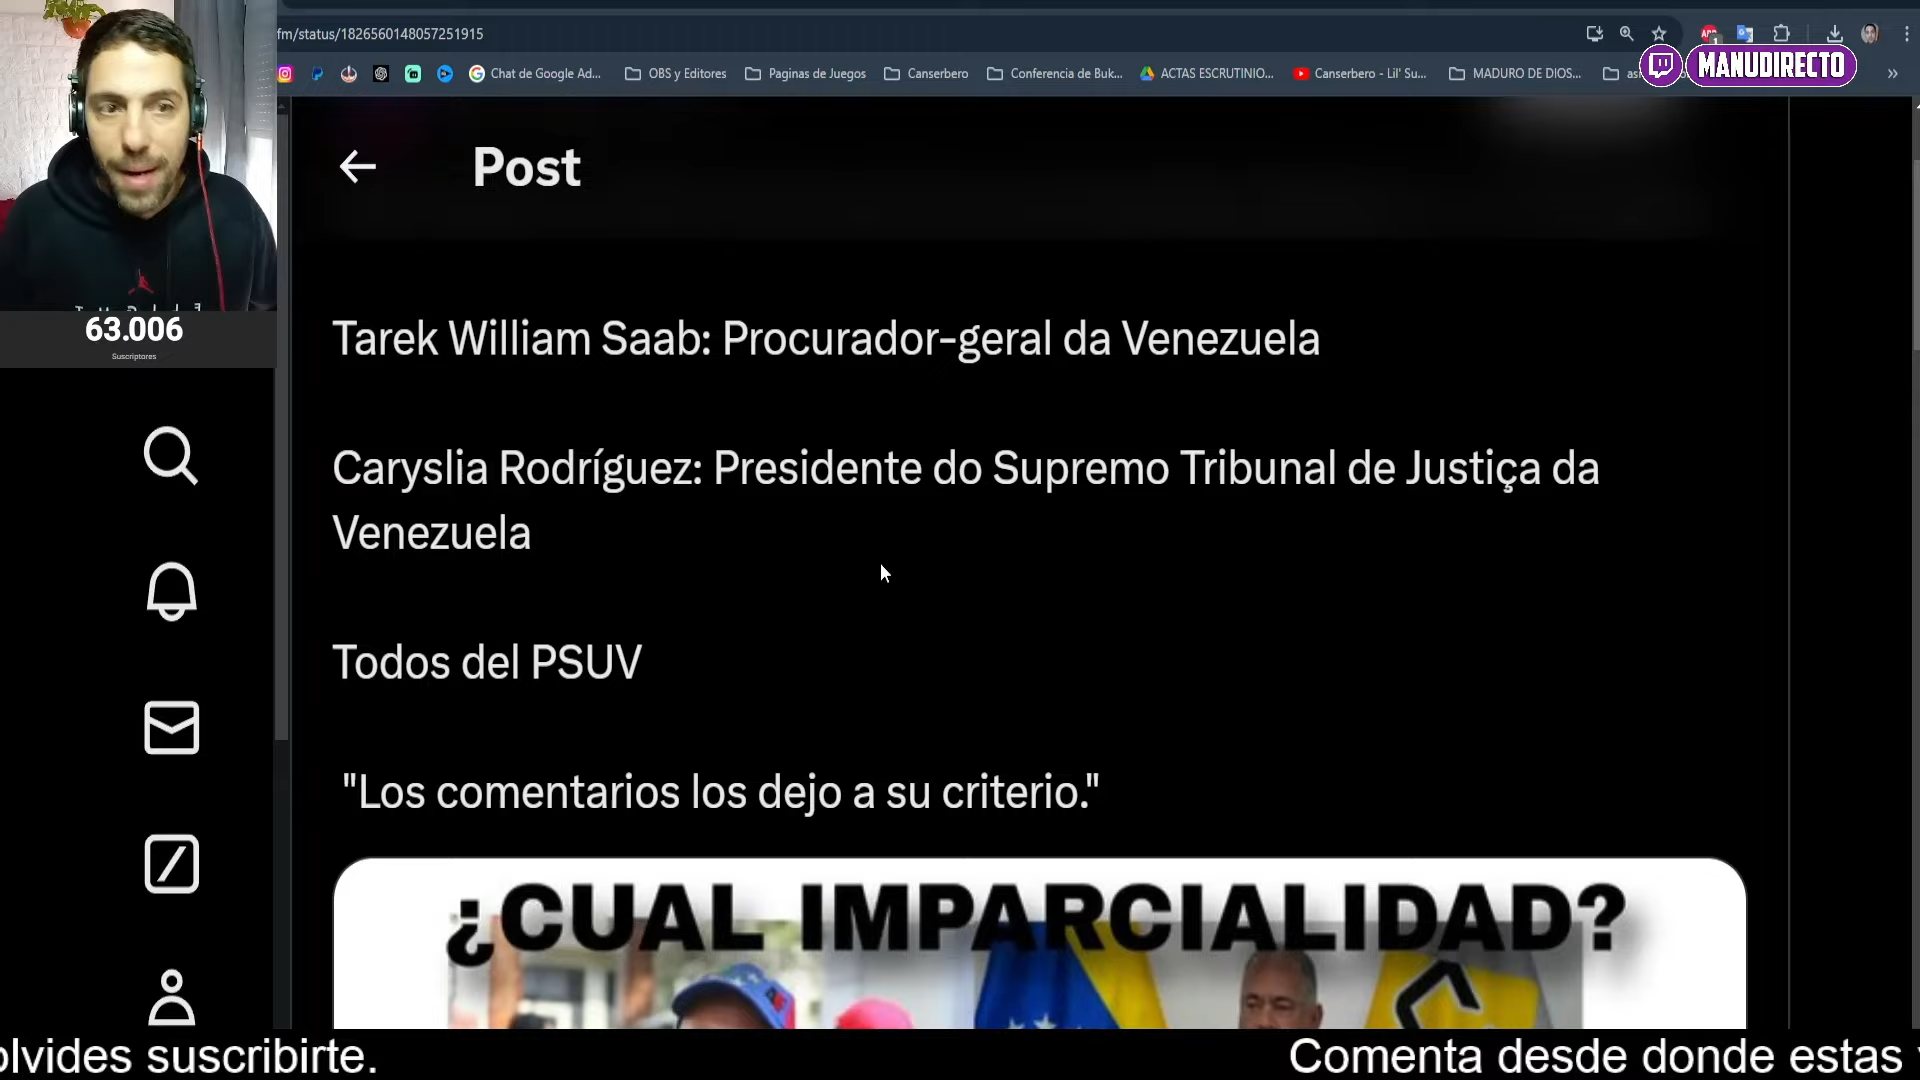 fm/status/1826560148057251915
Chat de Google Ad...
OBS y Editores
Paginas de Juegos
Canserbero
Conferencia de Buk...
ACTAS ESCRUTINIO...
Canserbero - Lil' Su...
MADURO DE DIOS...
MANUDIRECTO
Post
63.006
Suscriptores
Tarek William Saab: Procurador-geral da Venezuela
Caryslia Rodríguez: Presidente do Supremo Tribunal de Justiça da
Venezuela
Todos del PSUV
"Los comentarios los dejo a su criterio."
¿CUAL IMPARCIALIDAD?
olvides suscribirte.
Comenta desde donde estas